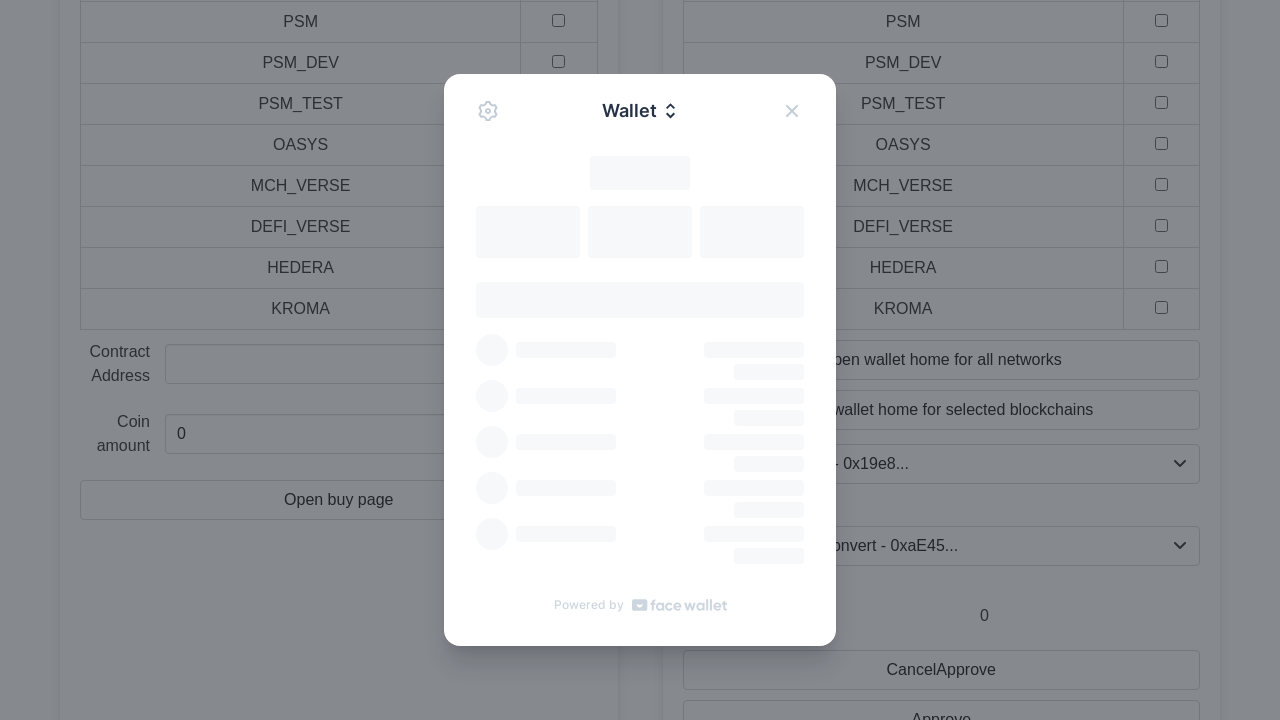 PSM
PSM_DEV
PSM_TEST
OASYS
MCH_VERSE
DEFI_VERSE
HEDERA
KROMA
Contract
Address
Coin
amount
0
Open buy page
Wallet
Powered by face wallet
PSM
PSM_DEV
PSM_TEST
OASYS
MCH_VERSE
DEFI_VERSE
HEDERA
KROMA
pen wallet home for all networks
wallet home for selected blockchains
- 0x19e8...
onvert - 0xaE45...
0
CancelApprove
Approve